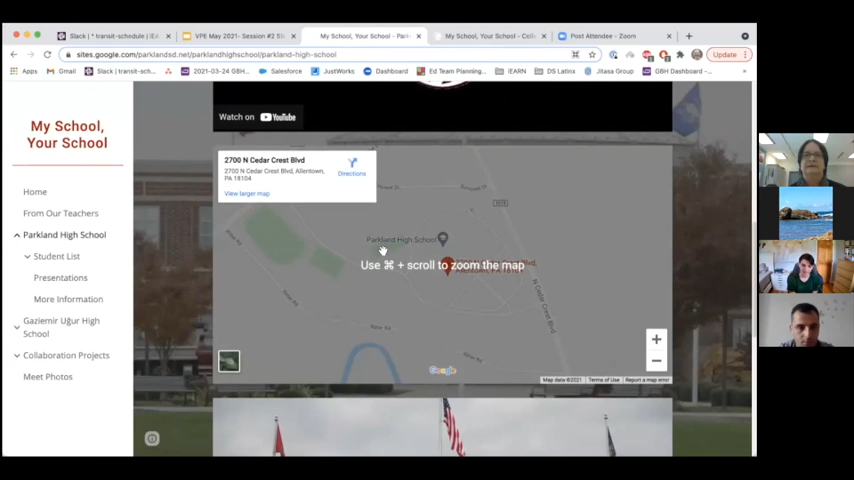 Slack | * transit-schedule | iEA
VPE May 2021- Session #2 Sl
My School, Your School - Park
My School, Your School - Coll
Post Attendee - Zoom
sites.google.com/parklandsd.net/parklandhighschool/parkland-high-school
Update
Apps
Gmail
Slack | transit-sch...
2021-03-24 GBH...
Salesforce
JustWorks
Dashboard
Ed Team Planning...
iEARN
DS Latins
Jitasa Group
GBH Dashboard -...
My School,
Your School
Home
From Our Teachers
Parkland High School
Student List
Presentations
More Information
Gaziemir Uğur High
School
Collaboration Projects
Meet Photos
Watch on YouTube
2700 N Cedar Crest Blvd
2700 N Cedar Crest Blvd, Allentown,
PA 18104
Directions
View larger map
Parkland High School
Use ⌘ + scroll to zoom the map
N Cedar Crest Blvd
Google
Map data ©2021
Terms of Use
Report a map error